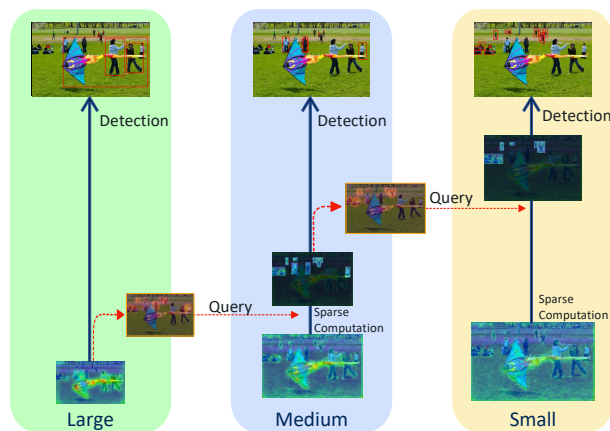 Detection
Detection
Detection
Query
Query
Sparse
Computation
Sparse
Computation
Large
Medium
Small